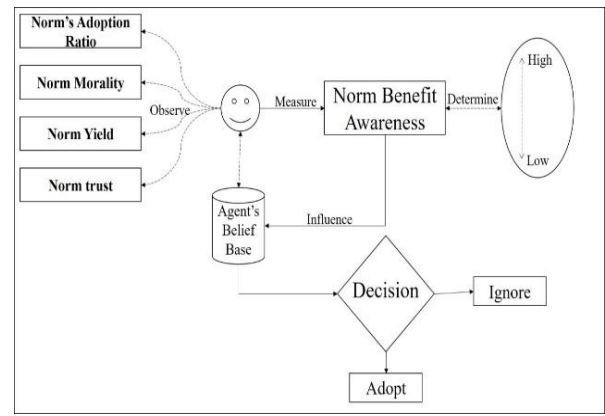 Norm's Adoption
Ratio
Norm Morality
Norm Yield
Norm trust
Observe
Measure
Norm Benefit
Awareness
Determine
High
Low
Agent's
Belief
Base
Influence
Decision
Ignore
Adopt